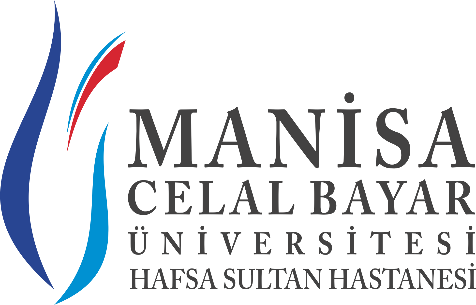 MANİSA
CELAL BAYAR
ÜNİVERSİTESİ
HAFSA SULTAN HASTANESİ